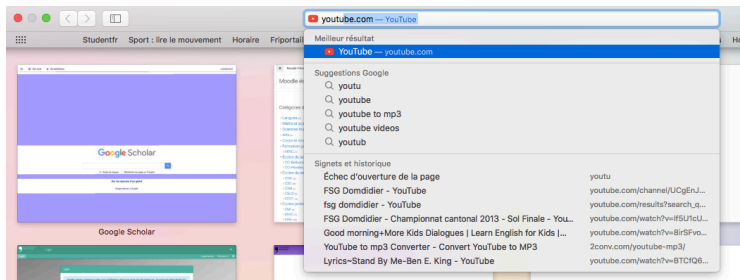 youtube.com — YouTube
Studentfr Sport : lire le mouvement Horaire Friportail
Meilleur résultat
YouTube — youtube.com
Suggestions Google
youtu
youtube
youtube to mp3
youtube videos
youtub
Signets et historique
Échec d'ouverture de la page youtu
FSG Domdidier - YouTube youtube.com/channel/UCgEnJ...
fsg domdidier - YouTube youtube.com/results?search_q...
FSG Domdidier - Championnat cantonal 2013 - Sol Finale - You... youtube.com/watch?v=If5U1cU...
Good morning+More Kids Dialogues | Learn English for Kids |... youtube.com/watch?v=8irSFvo...
YouTube to mp3 Converter - Convert YouTube to MP3 2conv.com/youtube-mp3/
Lyrics~Stand By Me-Ben E. King - YouTube youtube.com/watch?v=BTCfQ6...
Google Scholar
Google Scholar